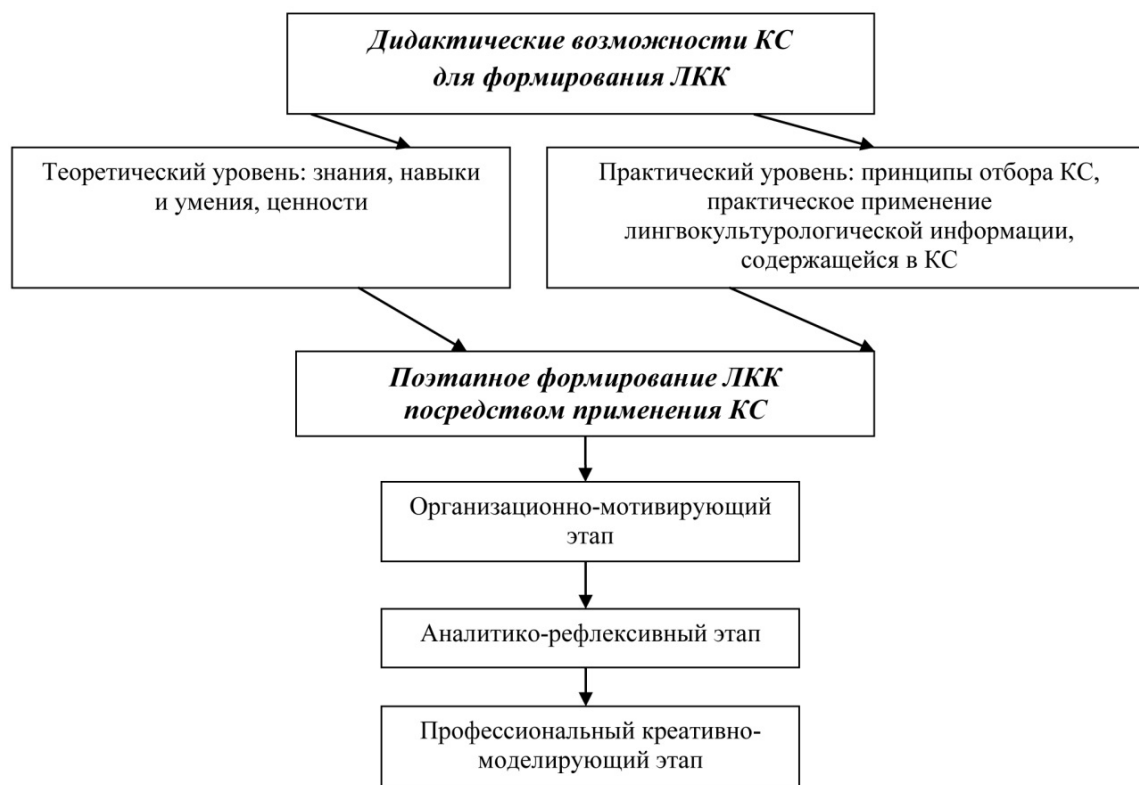 Дидактические возможности КС
для формирования ЛКК
Теоретический уровень: знания, навыки
и умения, ценности
Практический уровень: принципы отбора КС,
практическое применение
лингвокультурологической информации,
содержащейся в КС
Поэтапное формирование ЛКК
посредством применения КС
Организационно-мотивирующий
этап
Аналитико-рефлексивный этап
Профессиональный креативно-
моделирующий этап